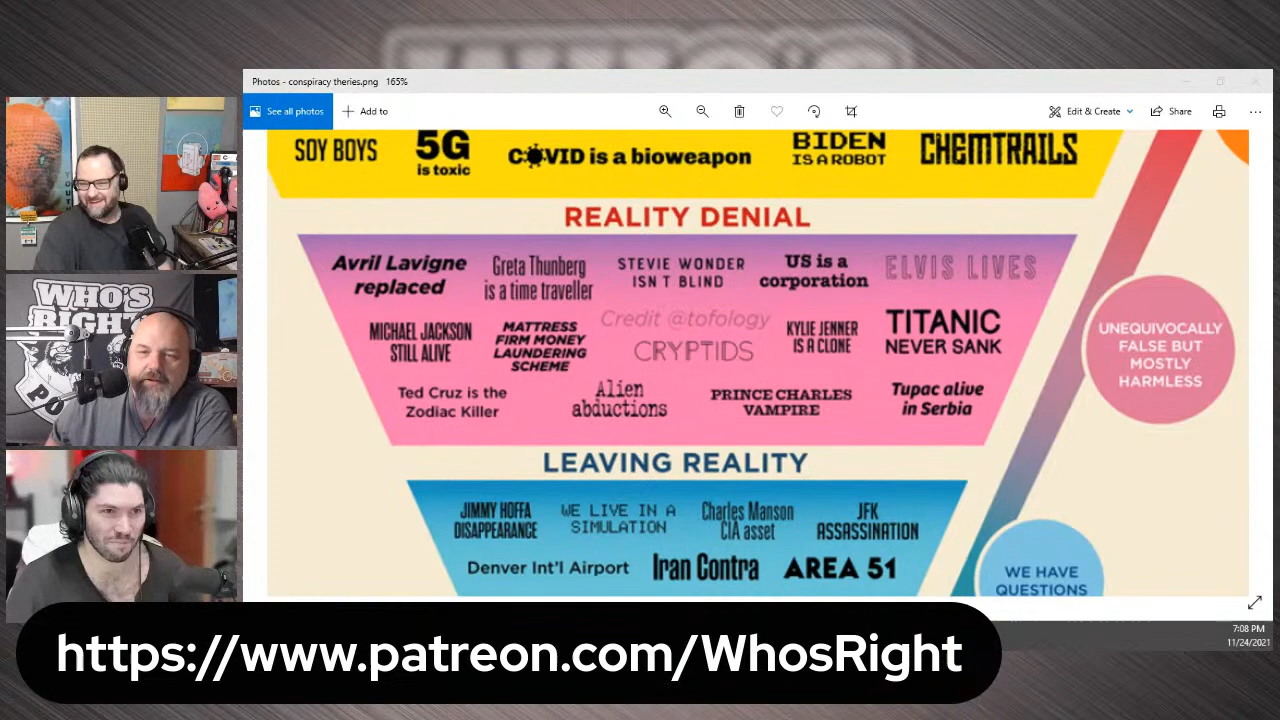 Photos - conspiracy theries.png 165%
See all photos
Add to
Edit & Create
Share
SOY BOYS
5G
is toxic
COVID is a bioweapon
BIDEN
IS A ROBOT
CHEMTRAILS
REALITY DENIAL
Avril Lavigne
replaced
Greta Thunberg
is a time traveller
STEVIE WONDER
ISN T BLIND
US is a
corporation
ELVIS LIVES
MICHAEL JACKSON
STILL ALIVE
MATTRESS
FIRM MONEY
LAUNDERING
SCHEME
Credit @tofology
CRYPTIDS
KYLIE JENNER
IS A CLONE
TITANIC
NEVER SANK
Ted Cruz is the
Zodiac Killer
Alien
abductions
PRINCE CHARLES
VAMPIRE
Tupac alive
in Serbia
UNEQUIVOCALLY
FALSE BUT
MOSTLY
HARMLESS
LEAVING REALITY
JIMMY HOFFA
DISAPPEARANCE
WE LIVE IN A
SIMULATION
Charles Manson
CIA asset
JFK
ASSASSINATION
Denver Int'l Airport
Iran Contra
AREA 51
WE HAVE
QUESTIONS
WHO'S
RIGHT
PO
7:08 PM
11/24/2021
https://www.patreon.com/WhosRight